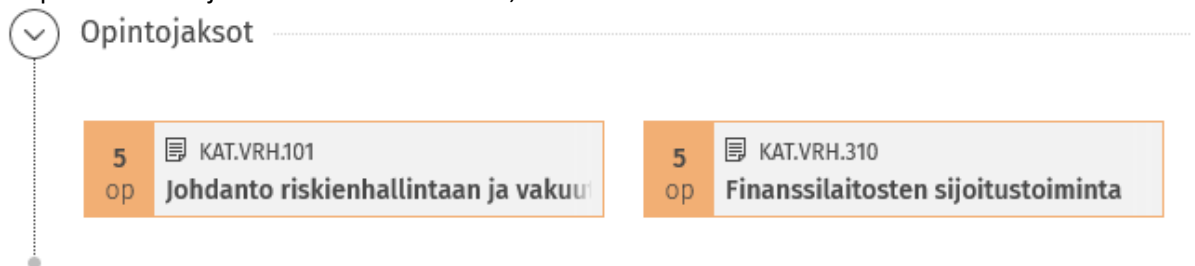 Opintojaksot
5 op
KAT.VRH.101
Johdanto riskienhallintaan ja
5 op
KAT.VRH.310
Finanssilaitosten sijoitustoiminta